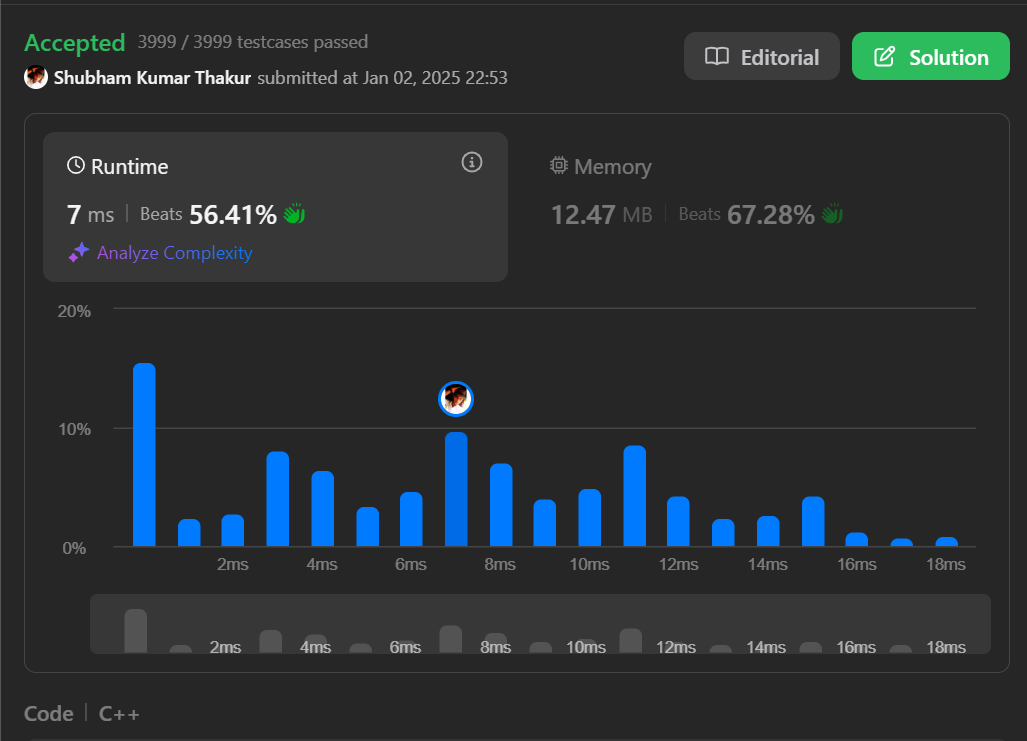 Accepted 3999 / 3999 testcases passed
Shubham Kumar Thakur submitted at Jan 02, 2025 22:53
Editorial
Solution
Runtime
7 ms | Beats 56.41%
Analyze Complexity
Memory
12.47 MB | Beats 67.28%
20%
10%
0%
2ms 4ms 6ms 8ms 10ms 12ms 14ms 16ms 18ms
2ms 4ms 6ms 8ms 10ms 12ms 14ms 16ms 18ms
Code | C++